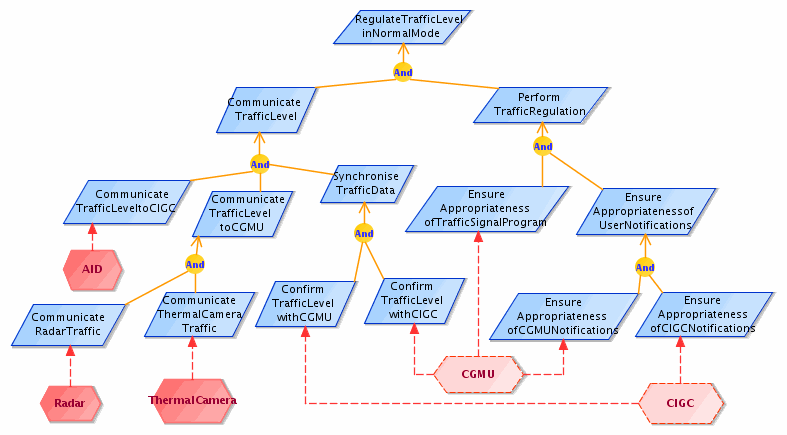 RegulateTrafficLevel
inNormalMode
And
Communicate
TrafficLevel
Perform
TrafficRegulation
And
And
Communicate
TrafficLeveltoCIGC
Communicate
TrafficLevel
toCGMU
Synchronise
TrafficData
Ensure
Appropriateness
ofTrafficSignalProgram
Ensure
Appropriatenessof
UserNotifications
AID
And
And
And
Communicate
RadarTraffic
Communicate
ThermalCamera
Traffic
Confirm
TrafficLevel
withCGMU
Confirm
TrafficLevel
withCIGC
Ensure
Appropriateness
ofCGMUNotifications
Ensure
Appropriateness
ofCIGCNotifications
Radar
ThermalCamera
CGMU
CIGC